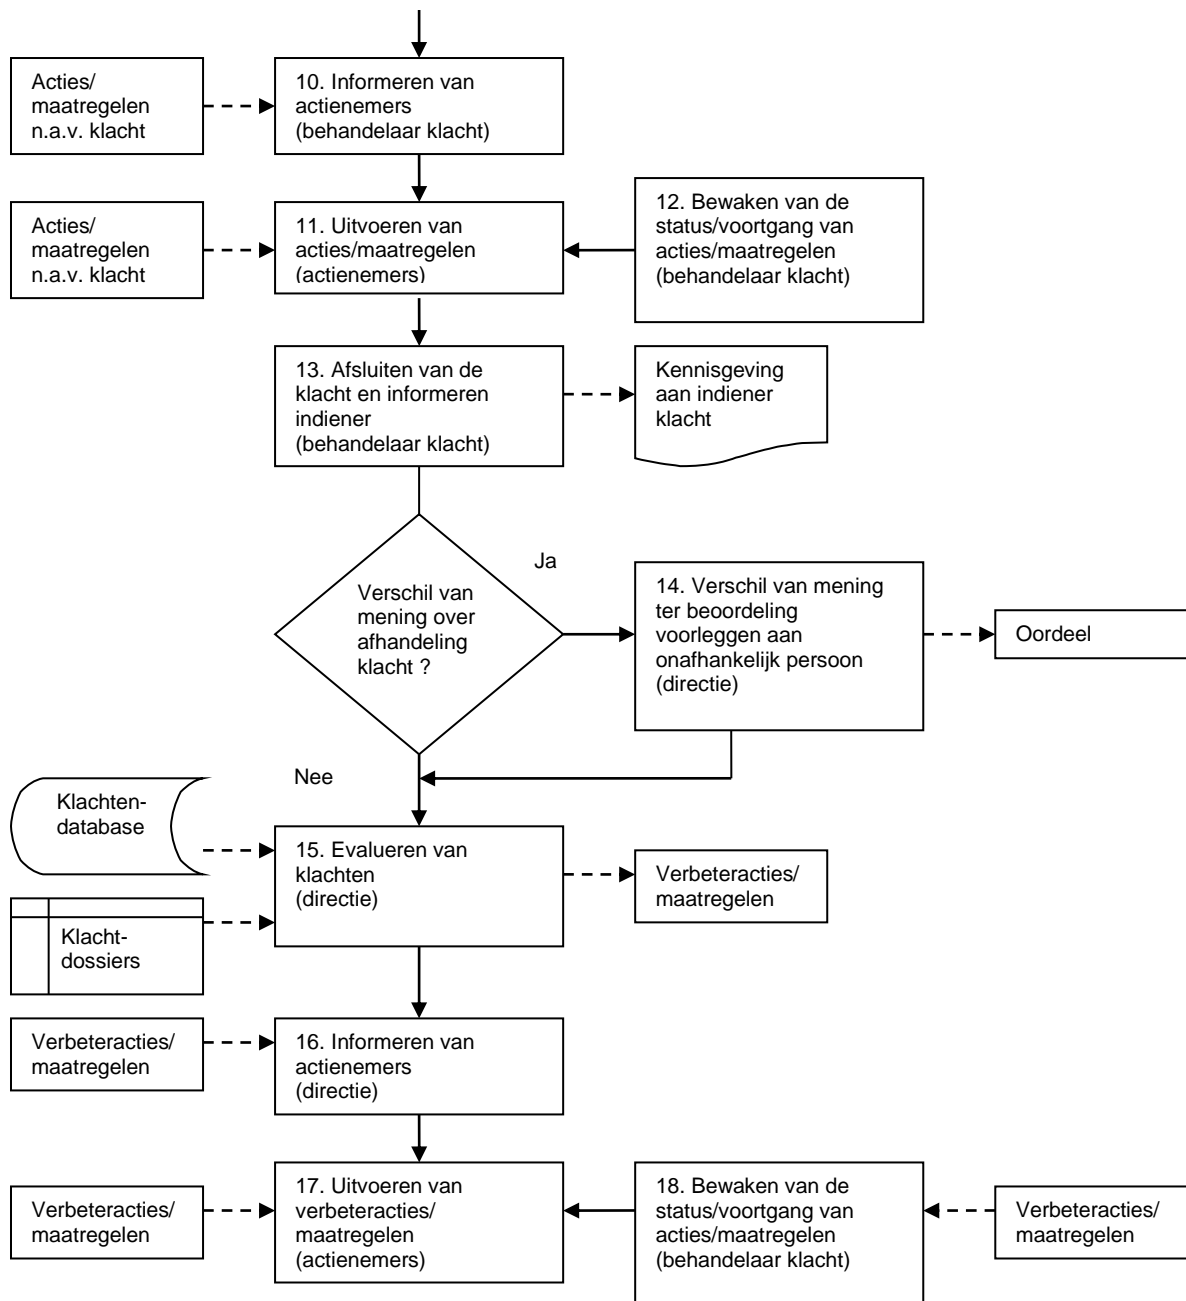 Acties/
maatregelen
n.a.v. klacht
10. Informeren van
actienemers
(behandelaar klacht)
Acties/
maatregelen
n.a.v. klacht
11. Uitvoeren van
acties/maatregelen
(actienemers)
12. Bewaken van de
status/voortgang van
acties/maatregelen
(behandelaar klacht)
13. Afsluiten van de
klacht en informeren
indiener
(behandelaar klacht)
Kennisgeving
aan indiener
klacht
Verschil van
mening over
afhandeling
klacht ?
Ja
14. Verschil van mening
ter beoordeling
voorleggen aan
onafhankelijk persoon
(directie)
Oordeel
Nee
Klachten-
database
15. Evalueren van
klachten
(directie)
Verbeteracties/
maatregelen
Klacht-
dossiers
Verbeteracties/
maatregelen
16. Informeren van
actienemers
(directie)
Verbeteracties/
maatregelen
17. Uitvoeren van
verbeteracties/
maatregelen
(actienemers)
18. Bewaken van de
status/voortgang van
acties/maatregelen
(behandelaar klacht)
Verbeteracties/
maatregelen